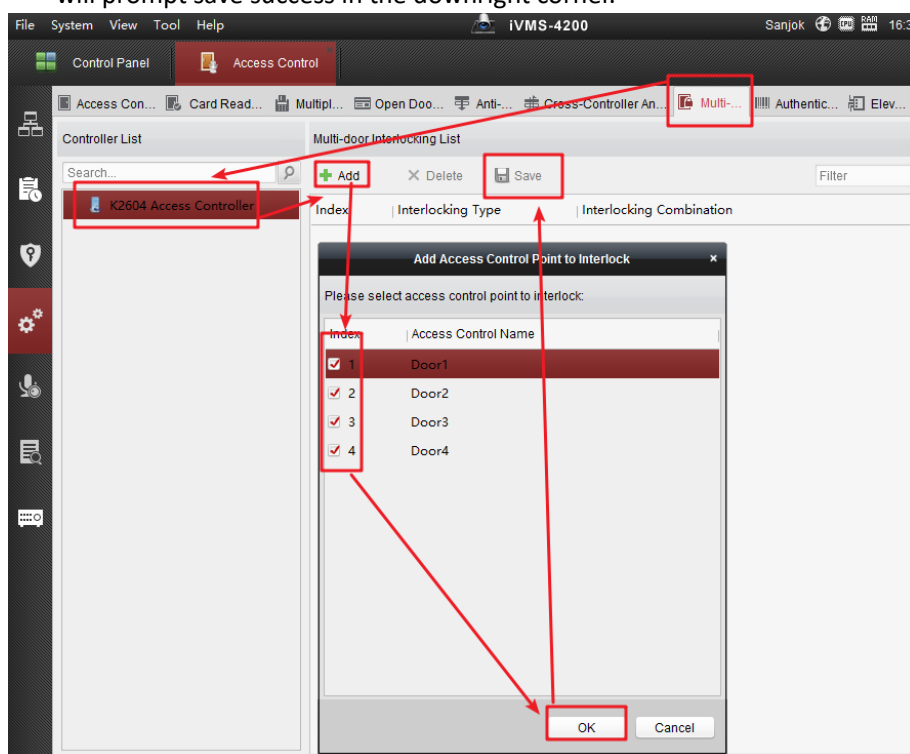 will prompt save success in the downright corner.
File System View Tool Help iVMS-4200 Sanjok 16:3
Control Panel Access Control
Access Con... Card Read... Multipl... Open Doo... Anti-... Cross-Controller An... Multi-... Authentic... Elev...
Controller List Multi-door Interlocking List
Search... Add Delete Save Filter
K2604 Access Controller Index Interlocking Type Interlocking Combination
Add Access Control Point to Interlock
Please select access control point to interlock:
Index Access Control Name
1 Door1
2 Door2
3 Door3
4 Door4
OK Cancel